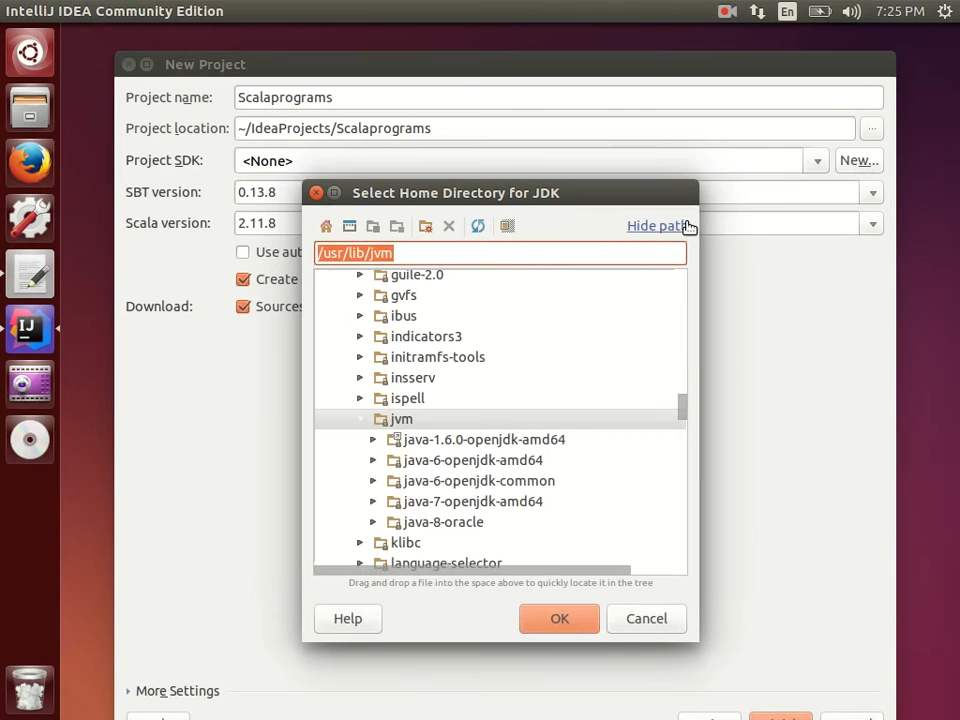 IntelliJ IDEA Community Edition
En
7:25 PM
New Project
Project name:
Scalaprograms
Project location:
~/IdeaProjects/Scalaprograms
...
Project SDK:
<None>
New...
SBT version:
0.13.8
Scala version:
2.11.8
Use aut
Create
Download:
Sources
Select Home Directory for JDK
Hide path
/usr/lib/jvm
guile-2.0
gvfs
ibus
indicators3
initramfs-tools
insserv
ispell
jvm
java-1.6.0-openjdk-amd64
java-6-openjdk-amd64
java-6-openjdk-common
java-7-openjdk-amd64
java-8-oracle
klibc
language-selector
Drag and drop a file into the space above to quickly locate it in the tree
Help
OK
Cancel
More Settings
IJ